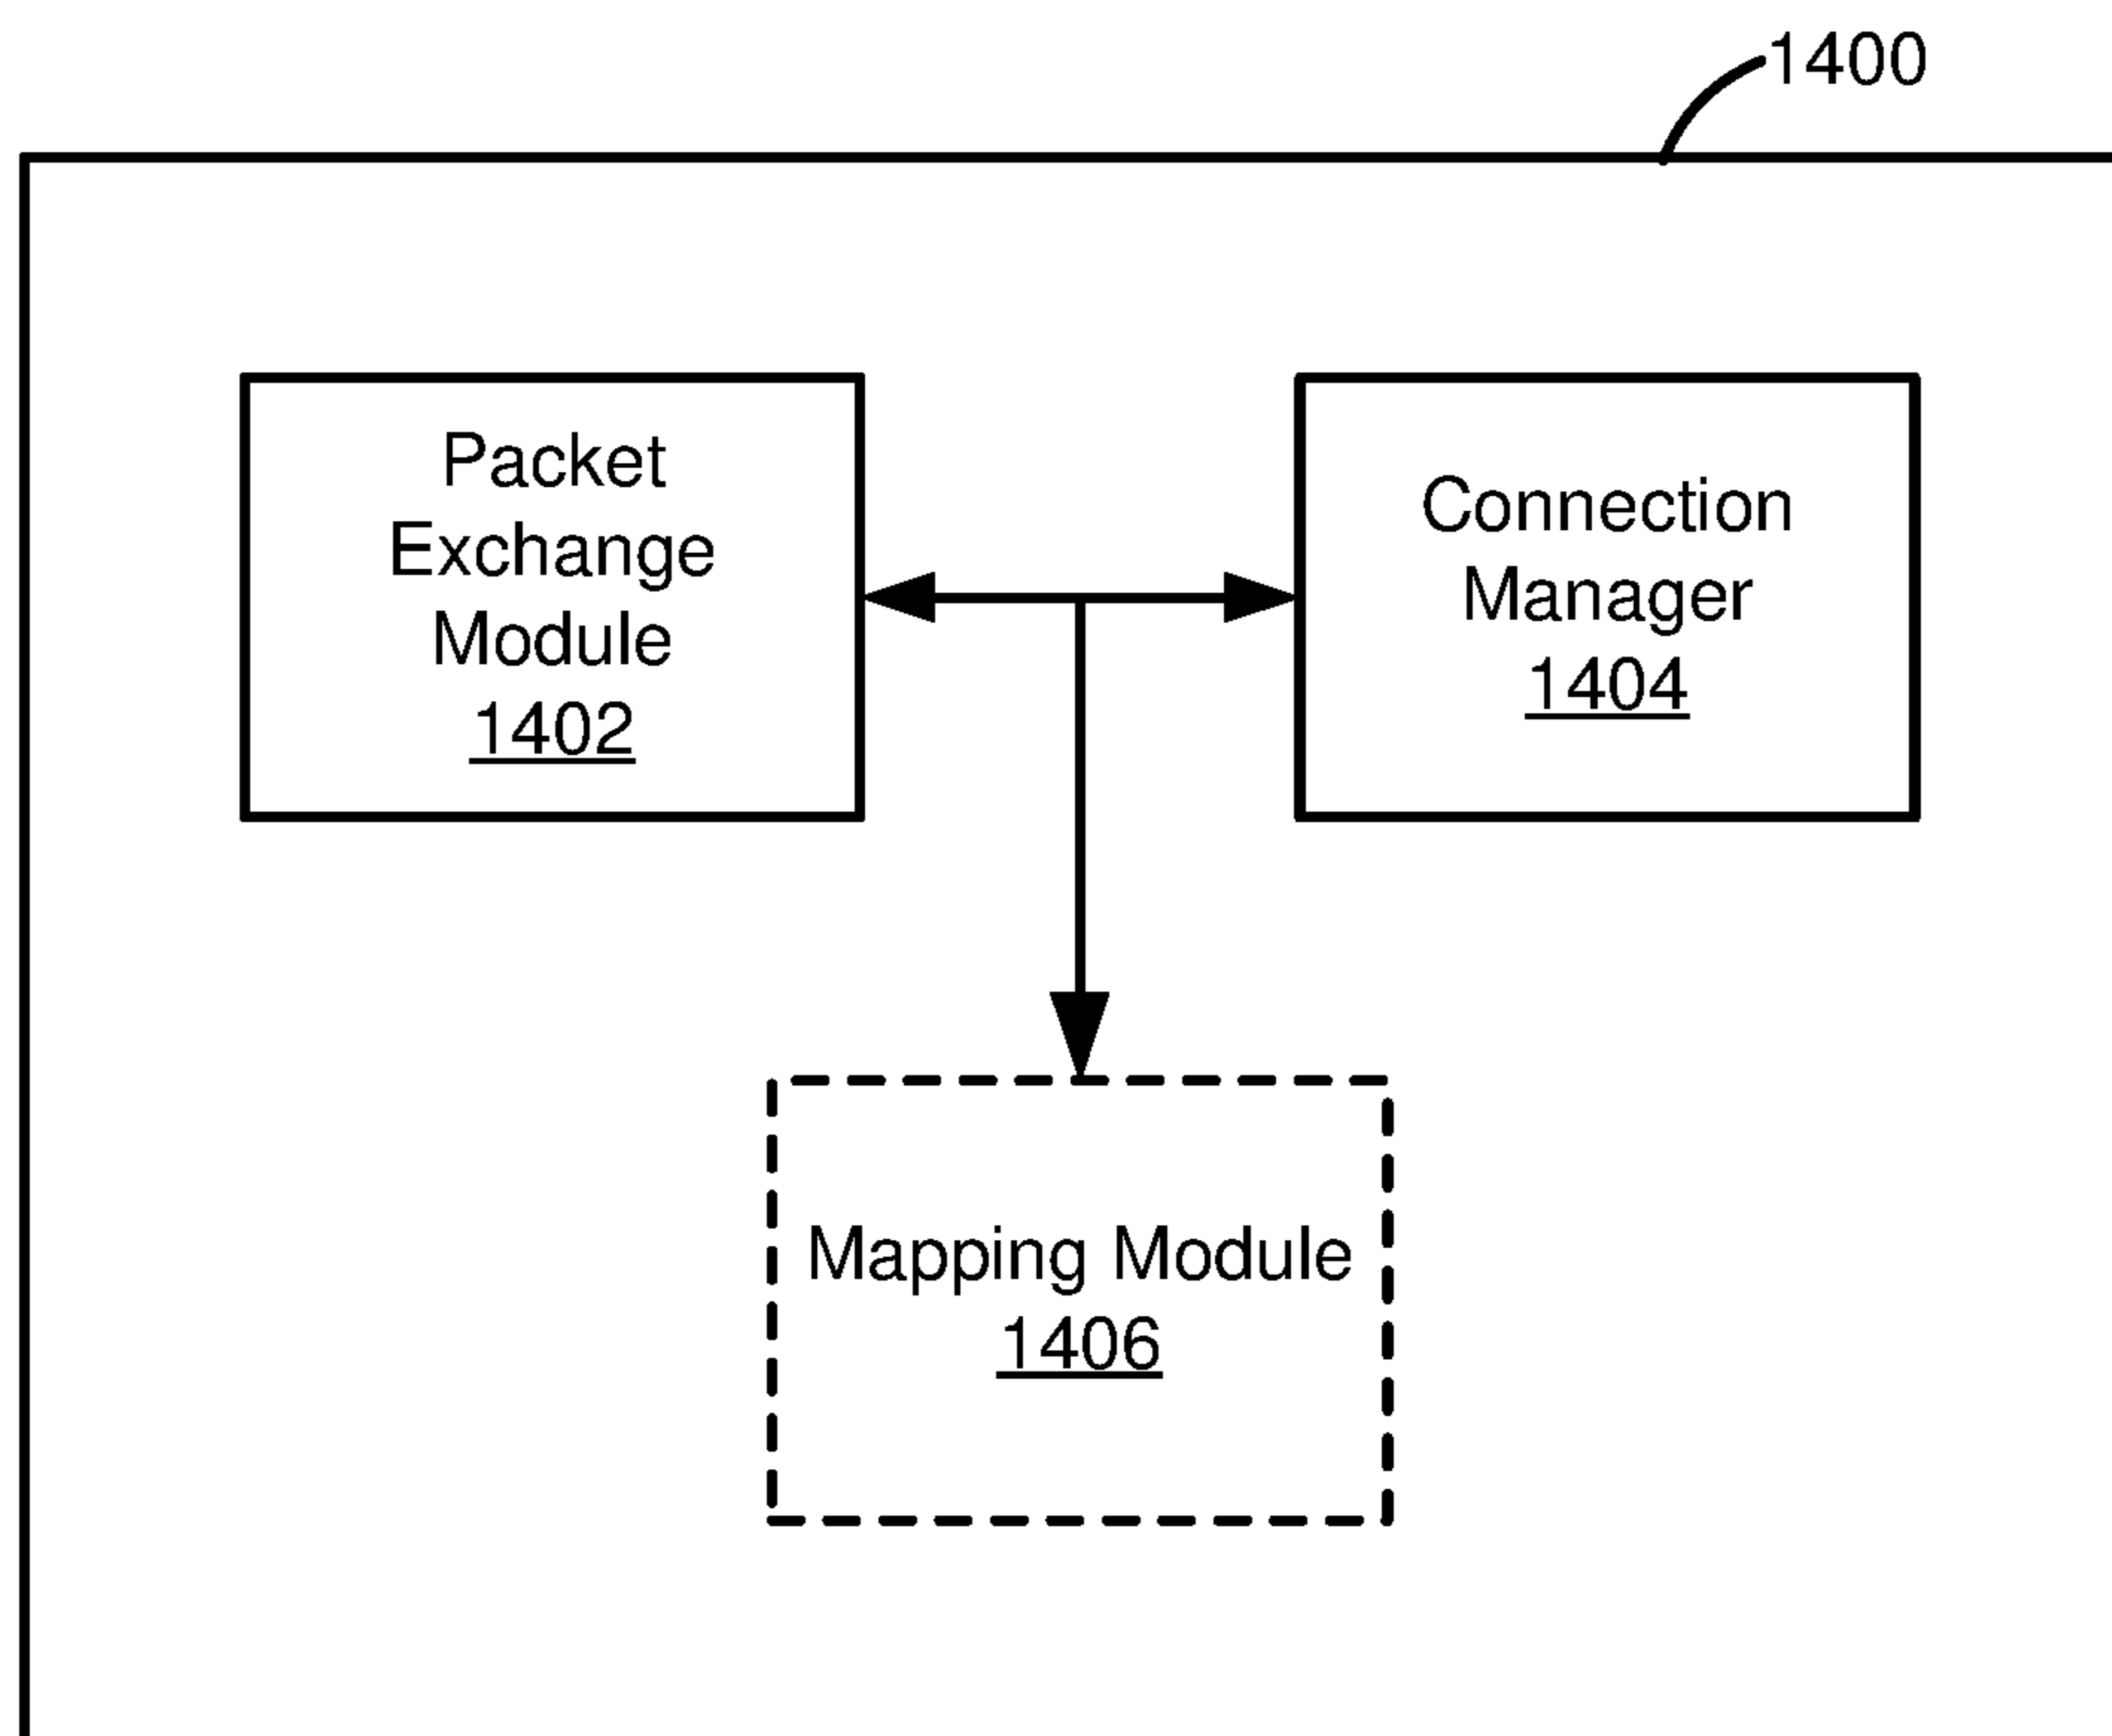 1400
Packet
Exchange
Module
1402
Connection
Manager
1404
Mapping Module
1406